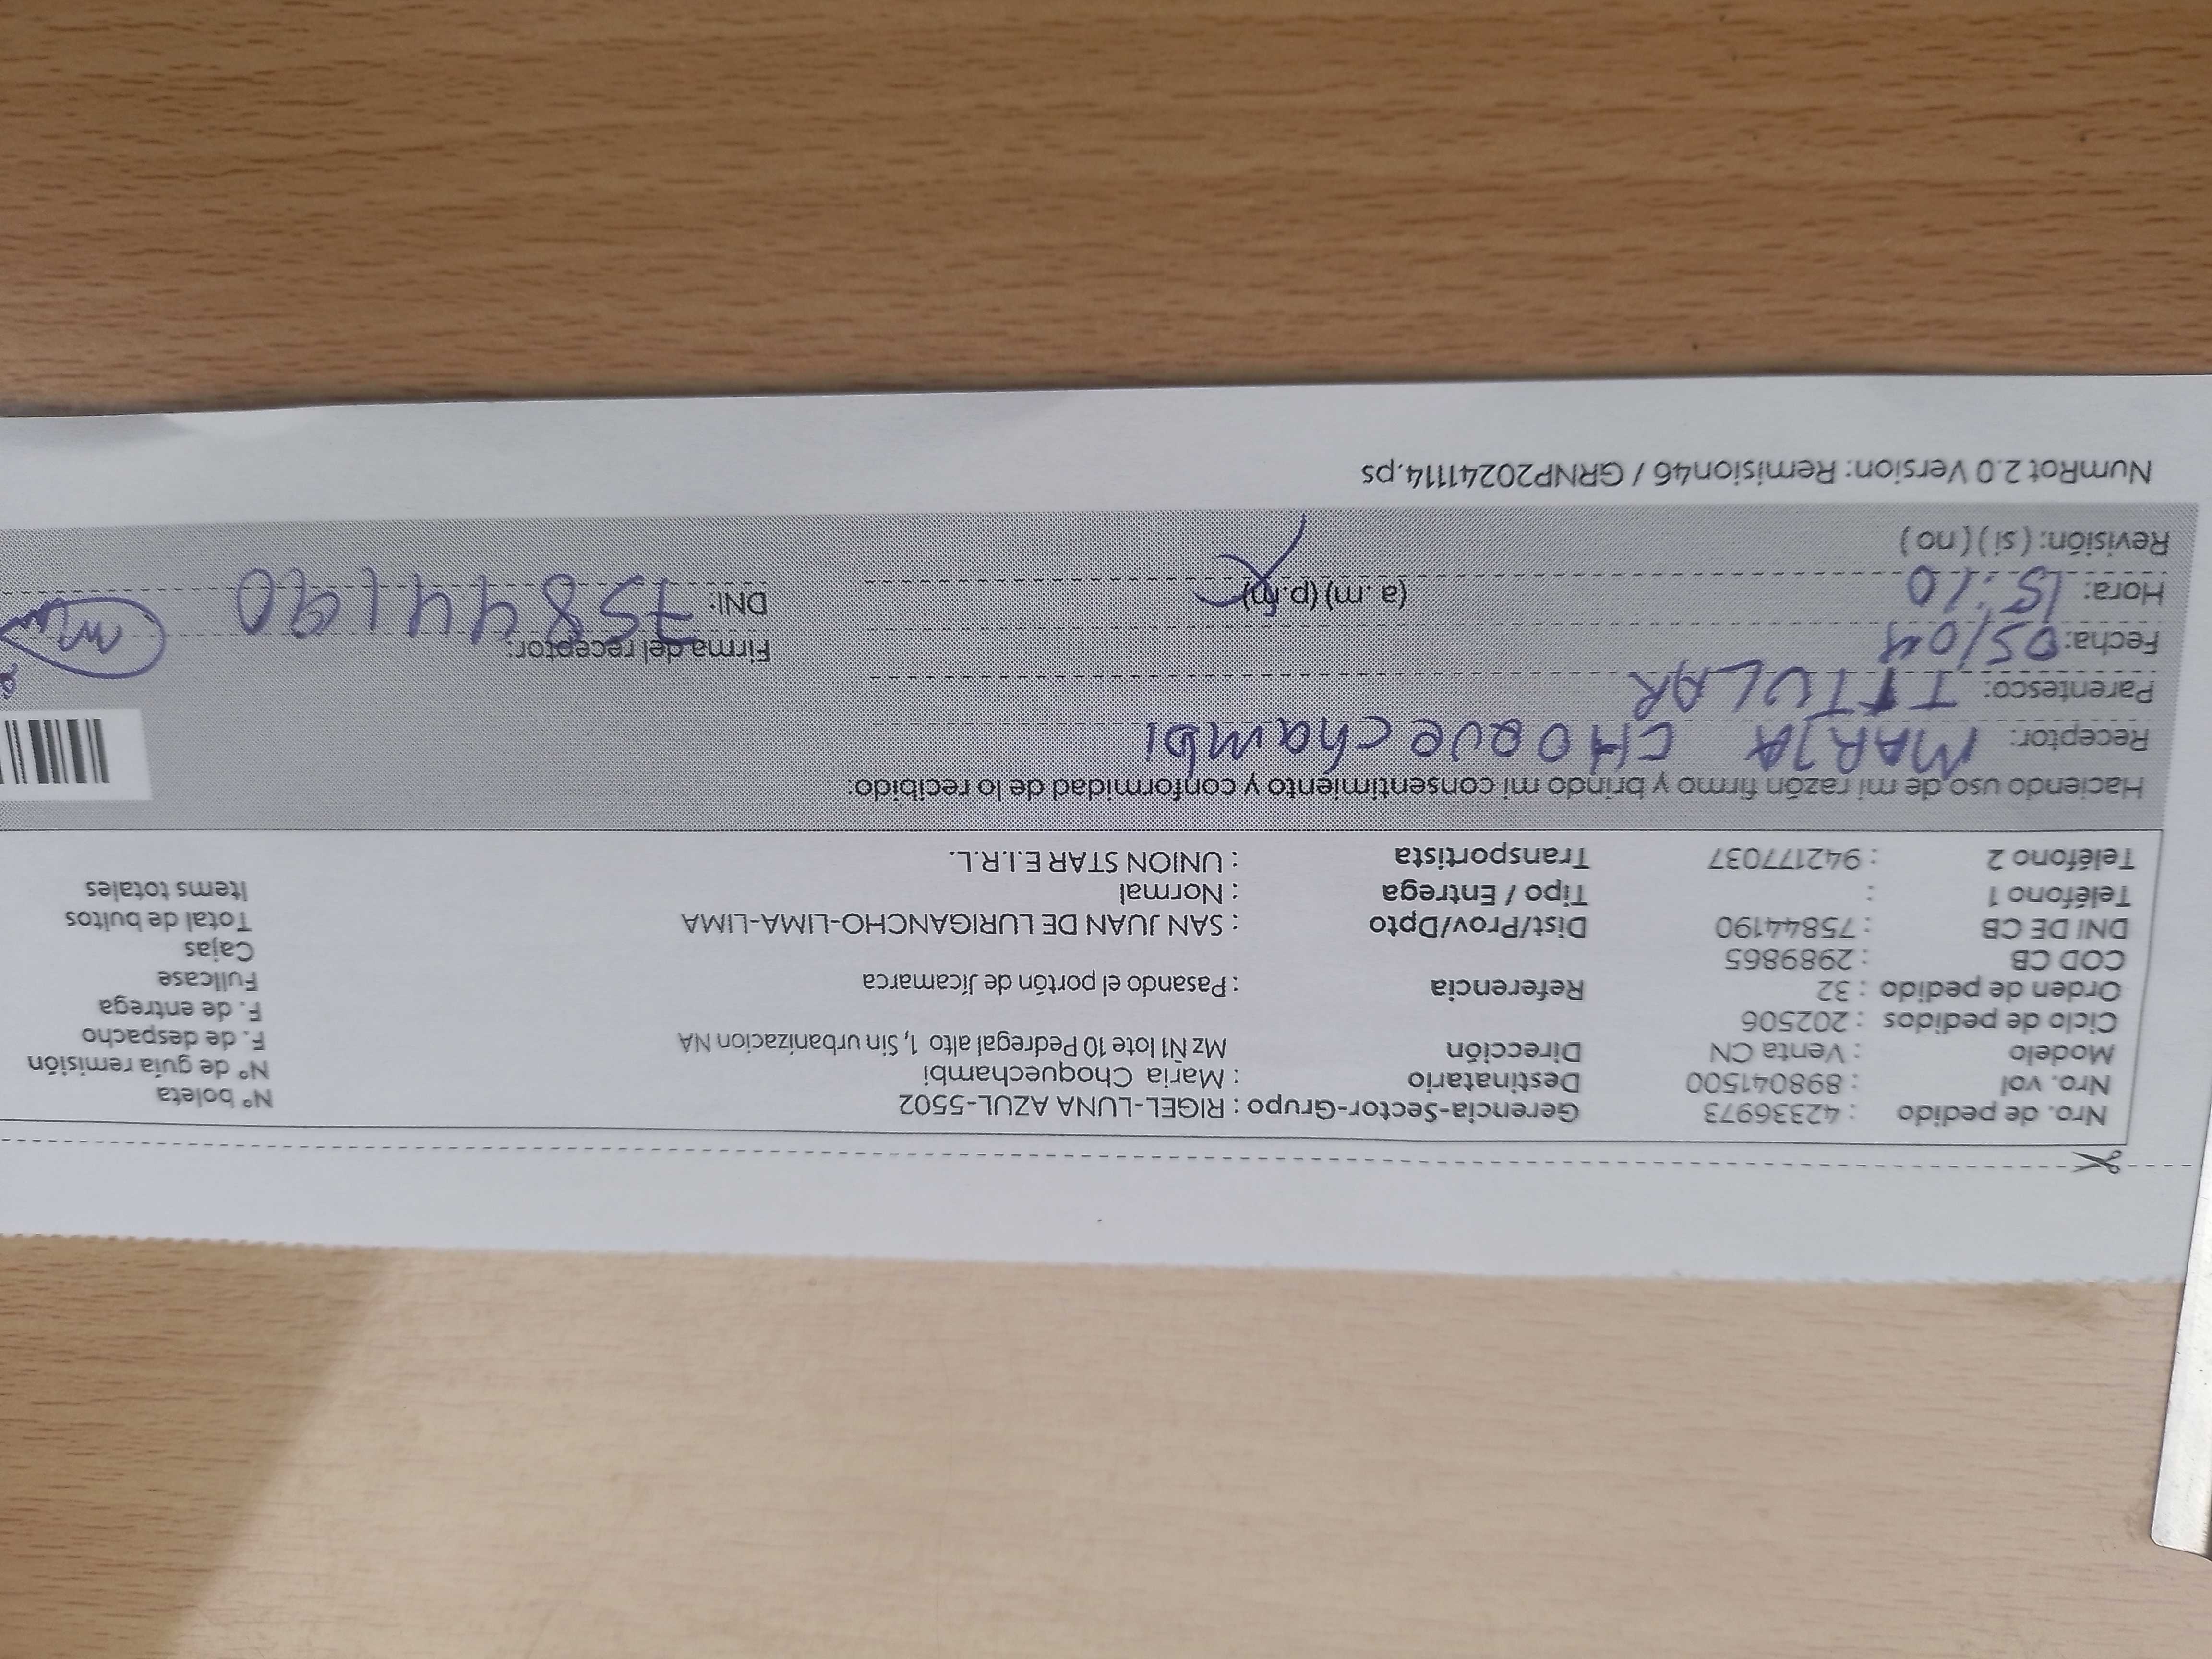 Nro. de pedido : 42336973 Gerencia-Sector-Grupo : RIGEL-LUNA AZUL-5502 N° boleta
Nro. vol : 898041500 Destinatario : Maria Choquechambi N° de guía remisión
Modelo : Venta CN Dirección Mz Ñ1 lote 10 Pedregal alto 1, Sin urbanizacion NA F. de despacho
Ciclo de pedidos : 202506 F. de entrega
Orden de pedido : 32 Referencia : Pasando el portón de Jícamarca Fullcase
COD CB : 2989865 Cajas
DNI DE CB : 75844190 Dist/Prov/Dpto : SAN JUAN DE LURIGANCHO-LIMA-LIMA Total de bultos
Teléfono 1 : Tipo / Entrega : Normal Items totales
Teléfono 2 : 942177037 Transportista : UNION STAR E.I.R.L.
Haciendo uso de mi razón firmo y brindo mi consentimiento y conformidad de lo recibido:
Receptor: MARIA CHOQUEchambi
Parentesco: TITULAR
Fecha: 05/04 Firma del receptor:
Hora: 15:10 (a.m) (p.m) DNI: 75844190
Revisión: (si) (no)
NumRot 2.0 Version: Remision46 / GRNP20241114.ps